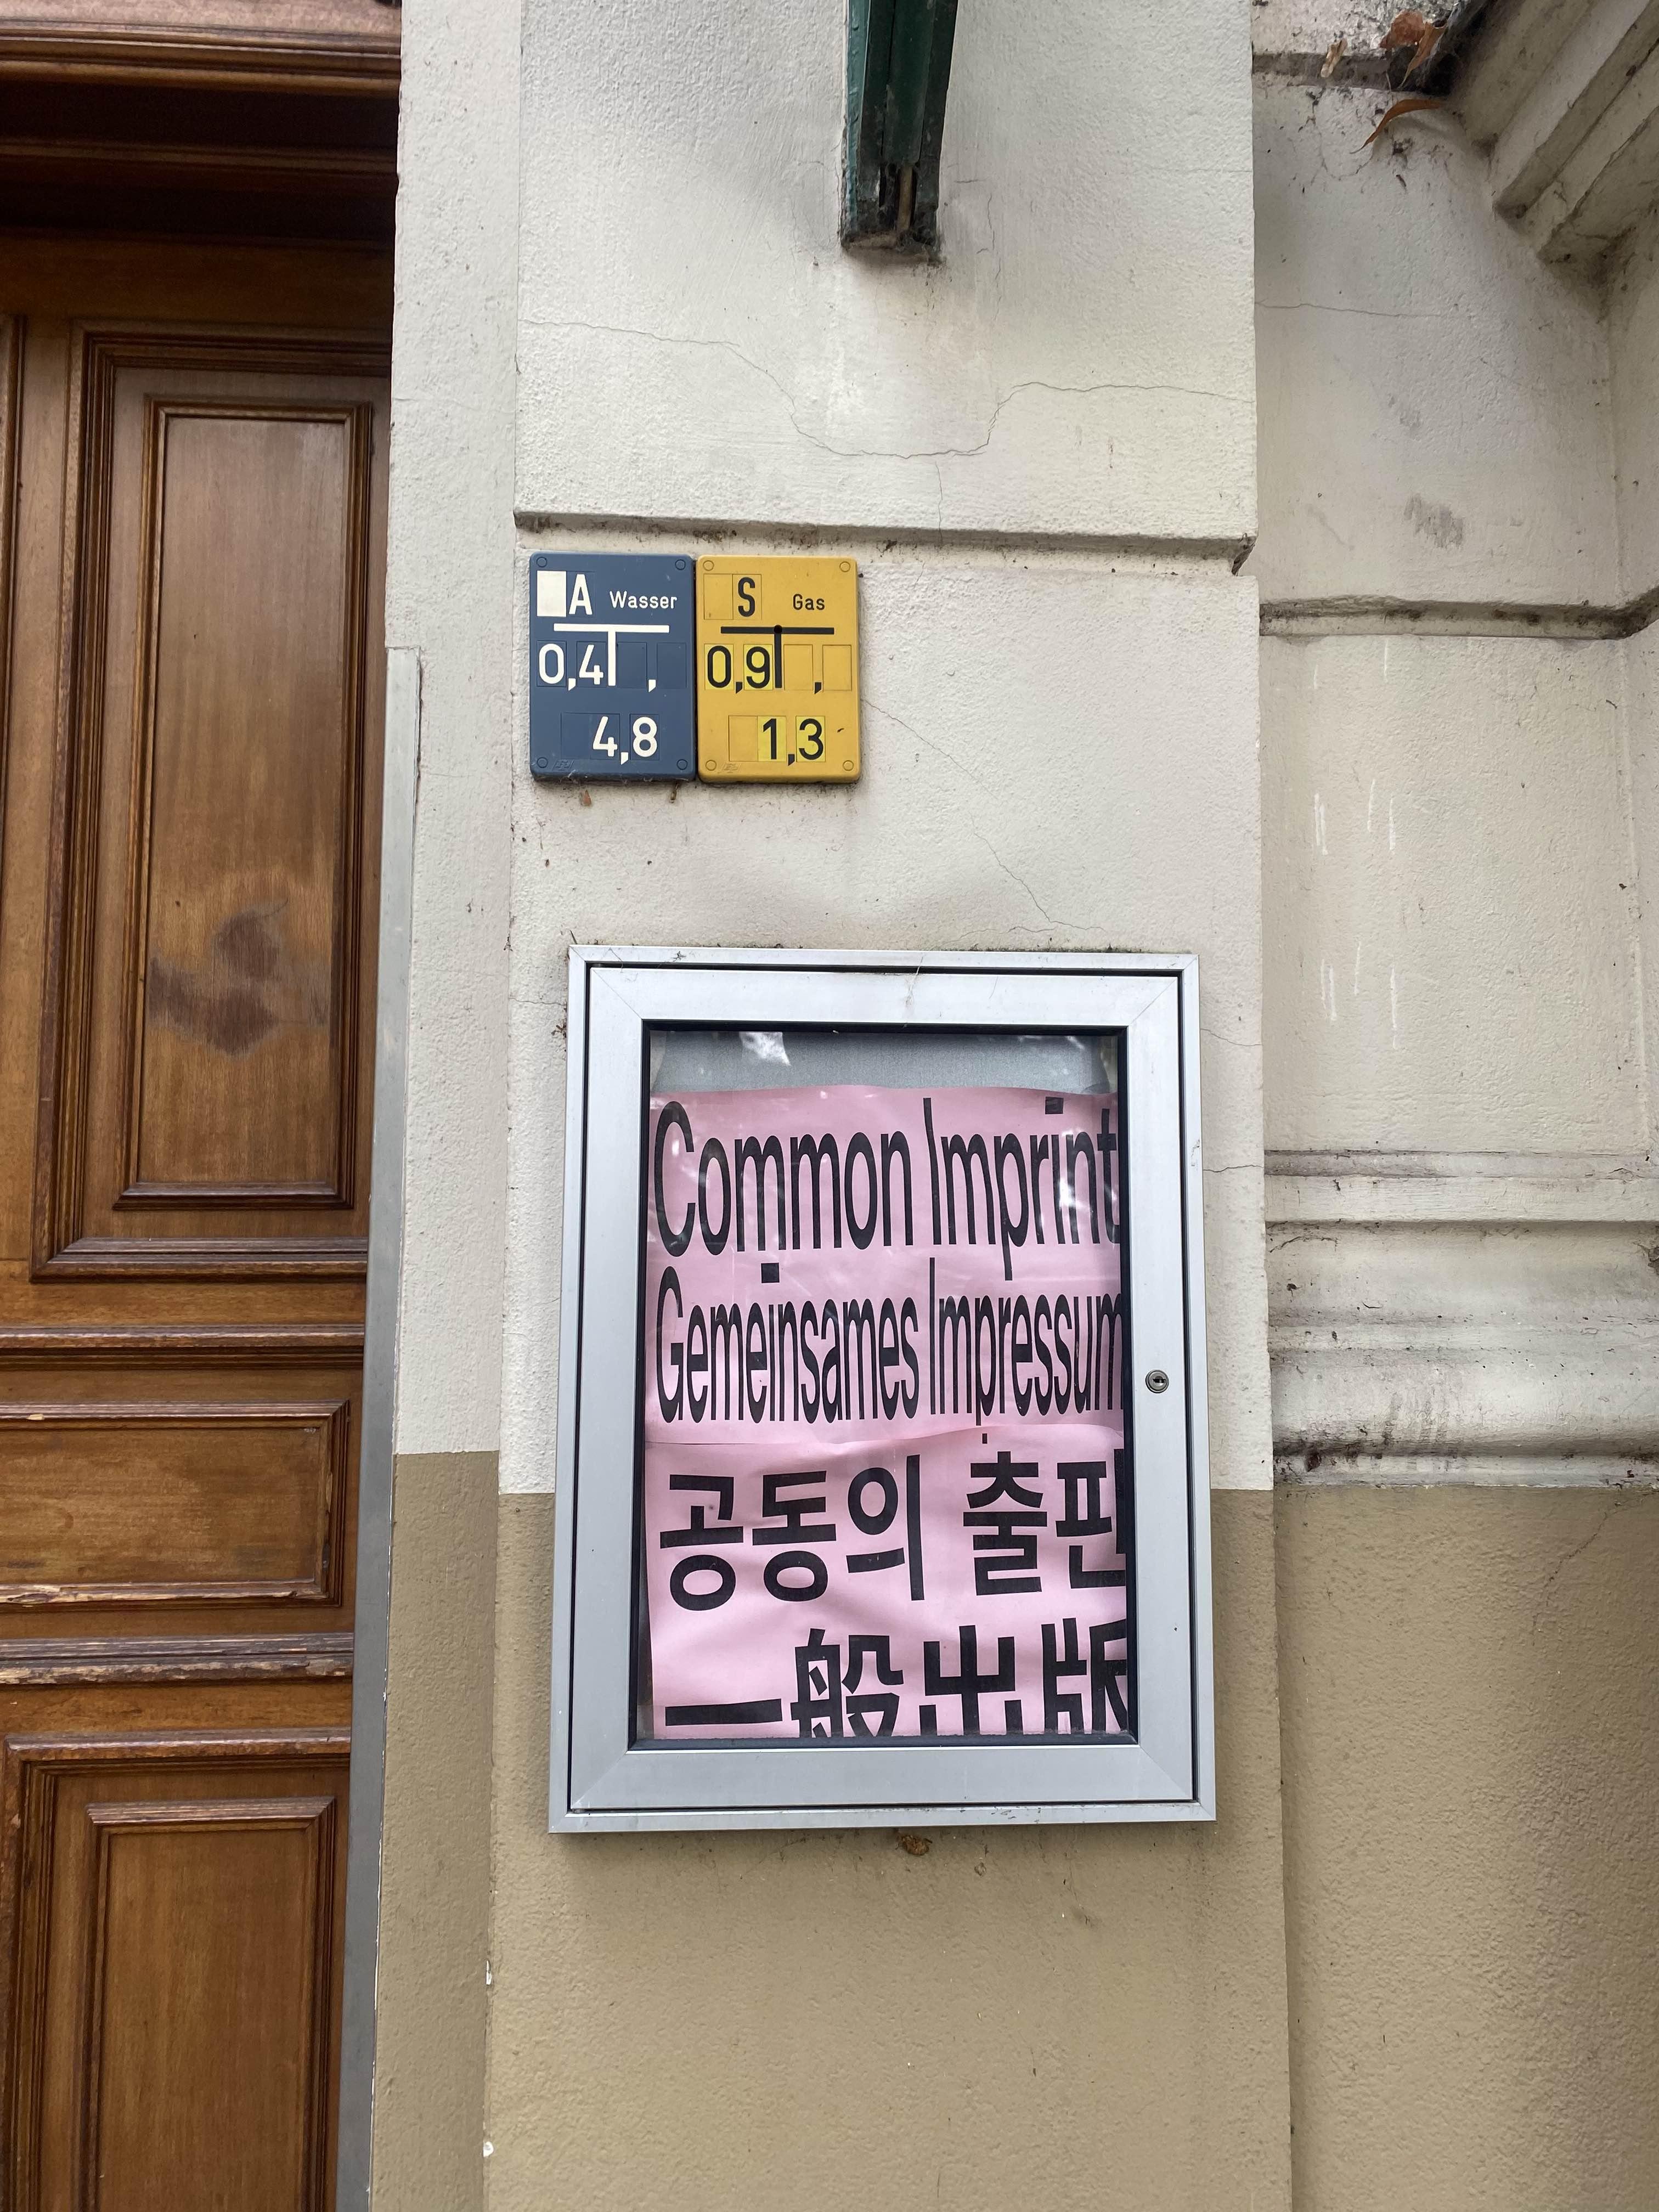 A Wasser
0,4 ,
4,8
S Gas
0,9 ,
1,3
Common Imprint
Gemeinsames Impressum
공동의 출판
一般出版